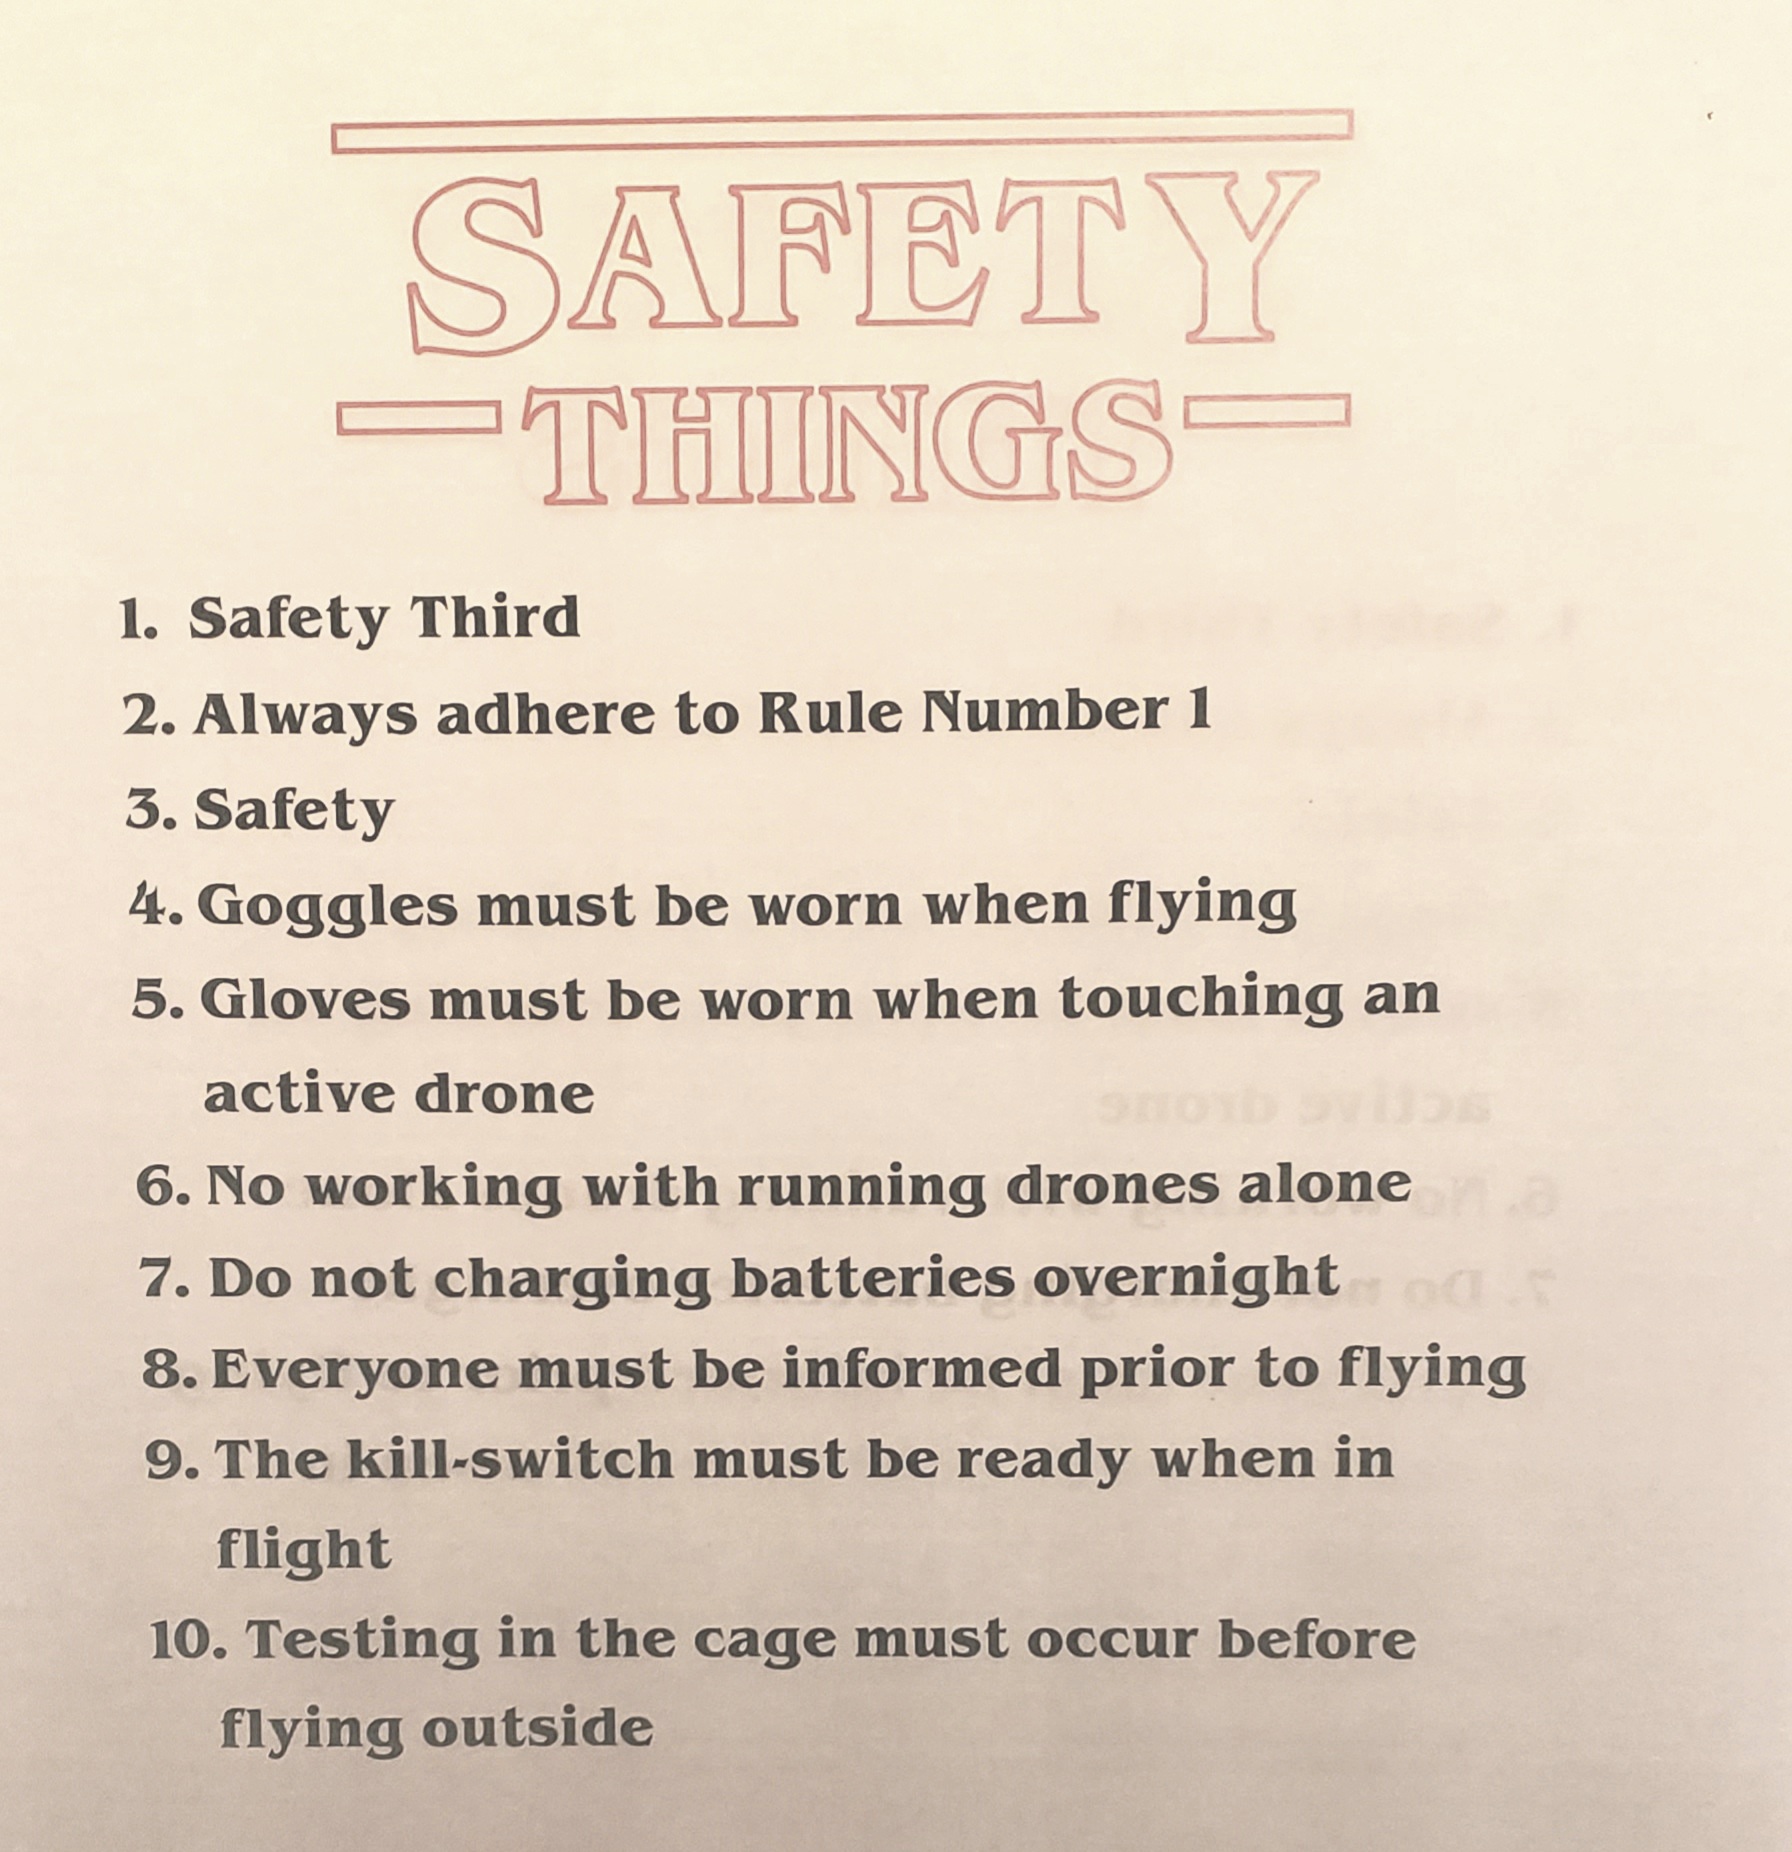 SAFETY
THINGS
1. Safety Third
2. Always adhere to Rule Number 1
3. Safety
4. Goggles must be worn when flying
5. Gloves must be worn when touching an
active drone
6. No working with running drones alone
7. Do not charging batteries overnight
8. Everyone must be informed prior to flying
9. The kill-switch must be ready when in
flight
10. Testing in the cage must occur before
flying outside